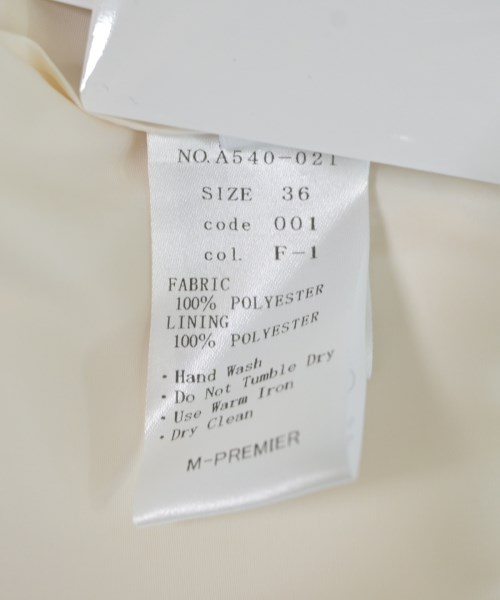 NO. A540-021
SIZE 36
code 001
col. F-1
FABRIC
100% POLYESTER
LINING
100% POLYESTER
・Hand Wash
・Do Not Tumble Dry
・Use Warm Iron
・Dry Clean
M-PREMIER